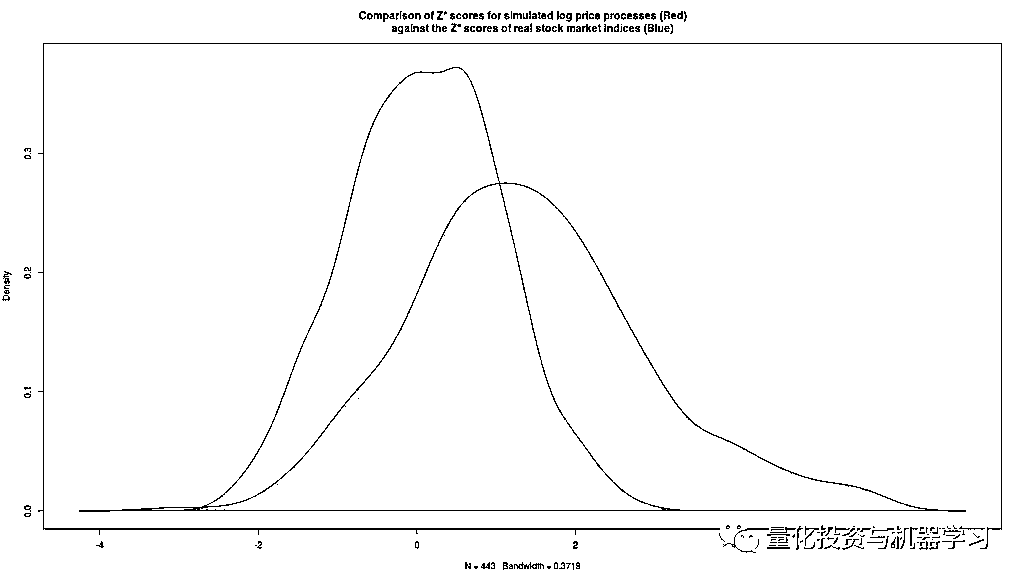 Comparison of Z* scores for simulated log price processes (Red)
against the Z* scores of real stock market indices (Blue)
Density
0.3
0.2
0.1
0.0
-4
-2
0
2
量化投资与机器学习
N = 443 Bandwidth = 0.3719